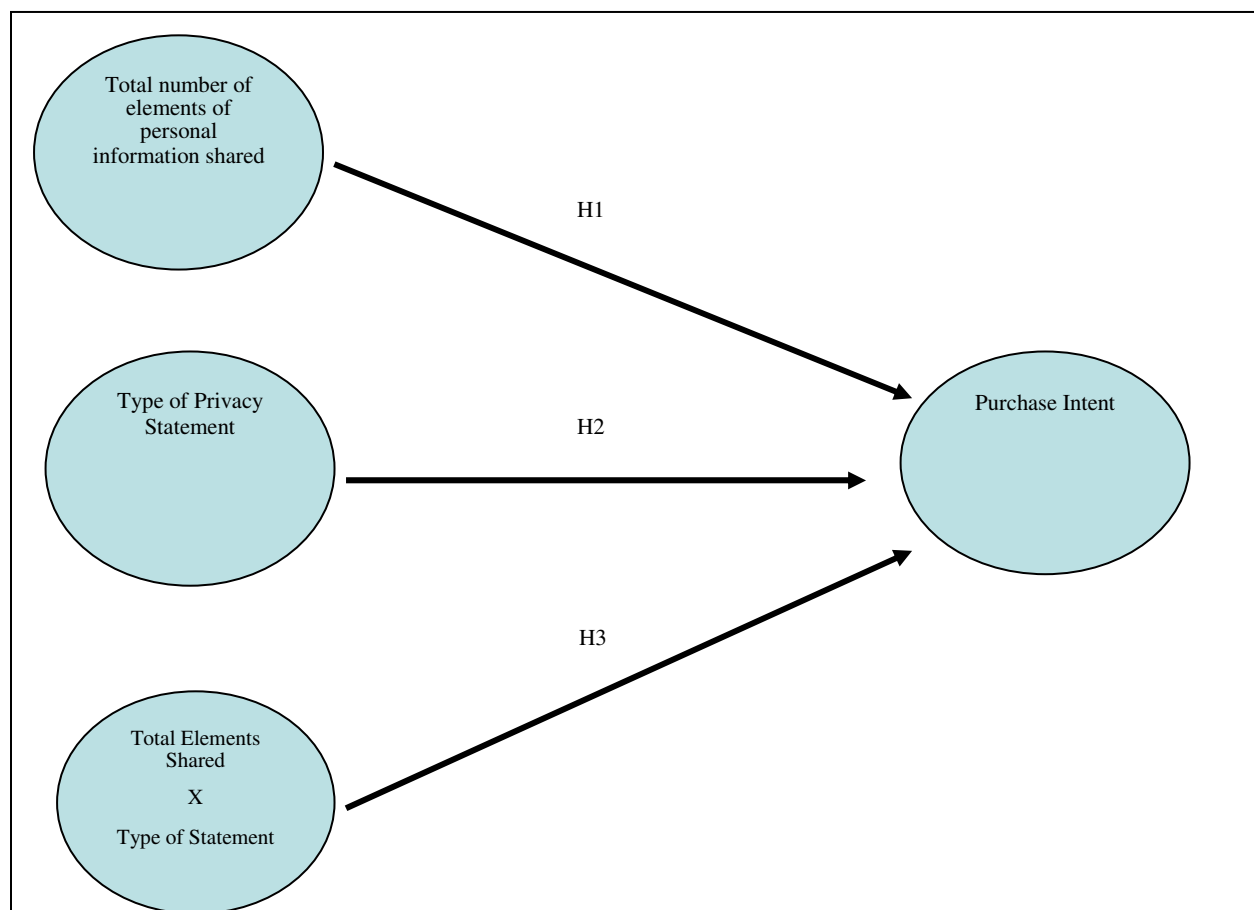 Total number of
elements of
personal
information shared
H1
Type of Privacy
Statement
H2
Purchase Intent
H3
Total Elements
Shared
X
Type of Statement